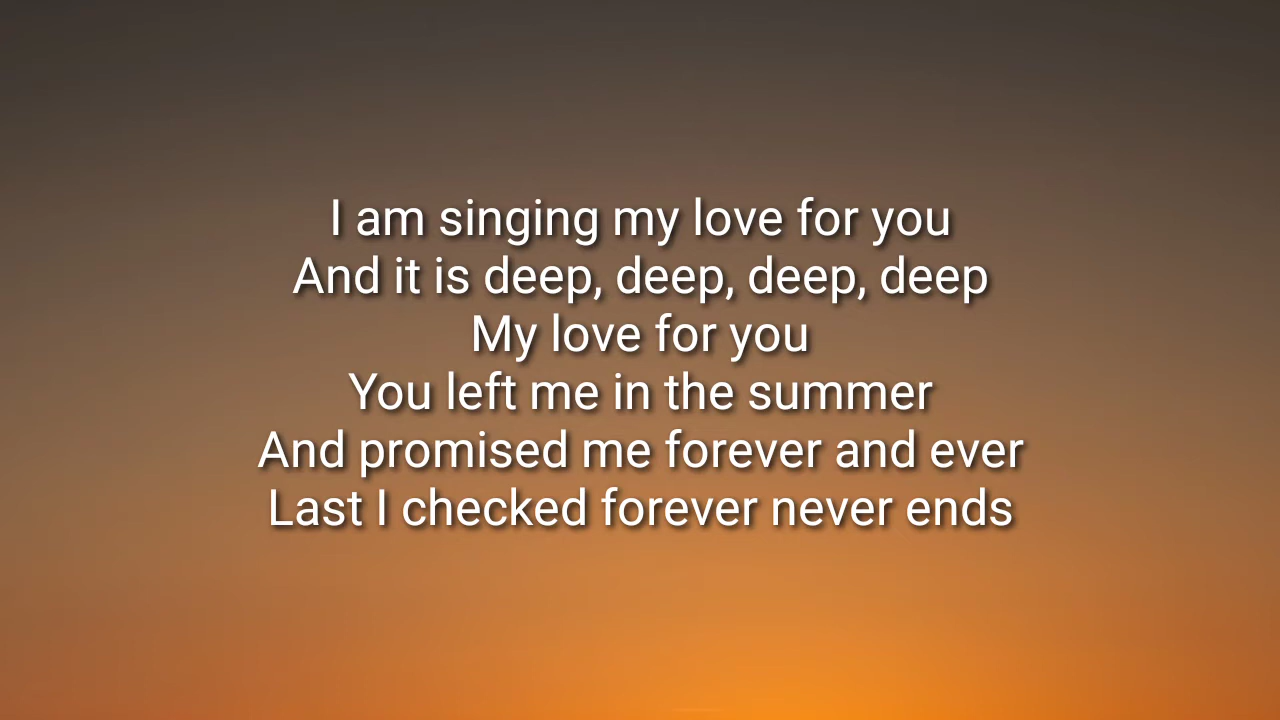 I am singing my love for you
And it is deep, deep, deep, deep
My love for you
You left me in the summer
And promised me forever and ever
Last I checked forever never ends